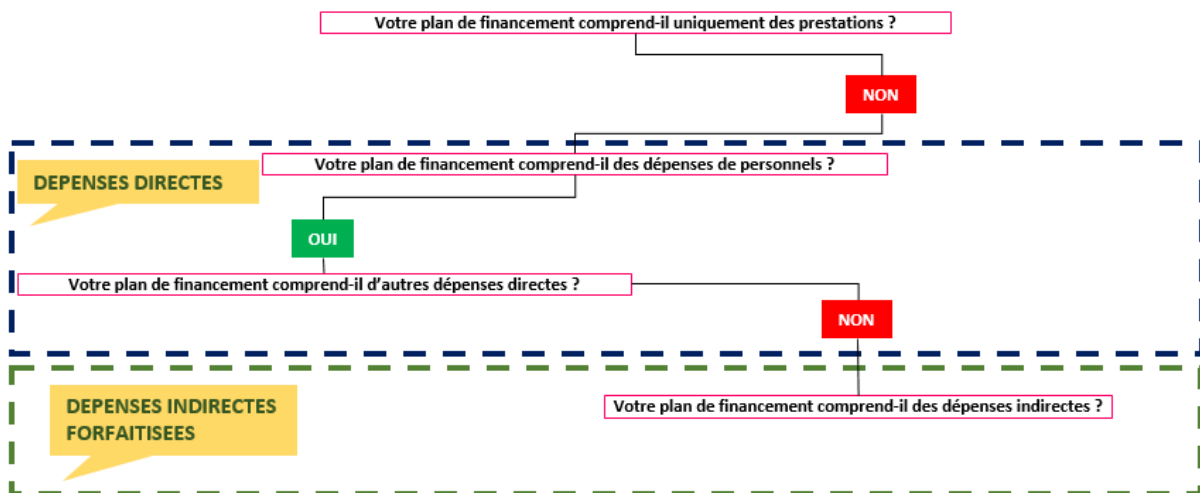 Votre plan de financement comprend-il uniquement des prestations ?
NON
Votre plan de financement comprend-il des dépenses de personnels ?
DEPENSES DIRECTES
OUI
Votre plan de financement comprend-il d'autres dépenses directes ?
NON
DEPENSES INDIRECTES
FORFAITISEES
Votre plan de financement comprend-il des dépenses indirectes ?